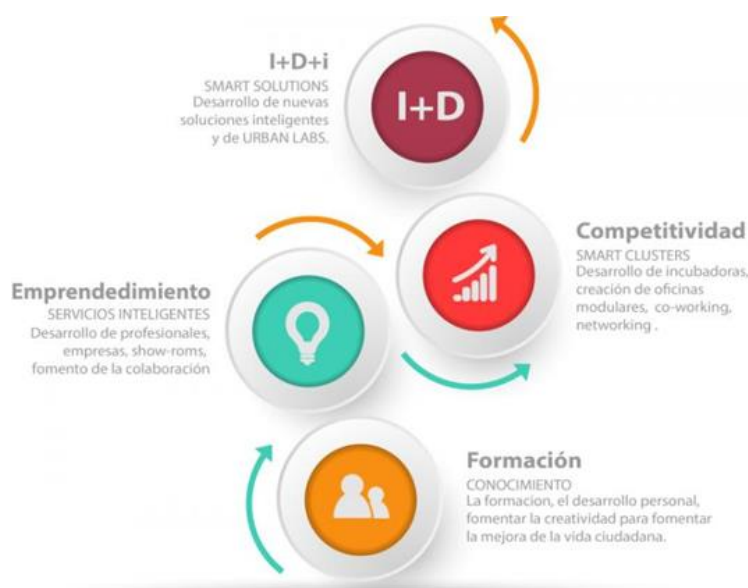 I+D+i
SMART SOLUTIONS
Desarrollo de nuevas
soluciones inteligentes
y de URBAN LABS.
I+D
Competitividad
SMART CLUSTERS
Desarrollo de incubadoras,
creación de oficinas
modulares, co-working,
networking .
Emprendedimiento
SERVICIOS INTELIGENTES
Desarrollo de profesionales,
empresas, show-roms,
fomento de la colaboración
Formación
CONOCIMIENTO
La formacion, el desarrollo personal,
fomentar la creatividad para fomentar
la mejora de la vida ciudadana.